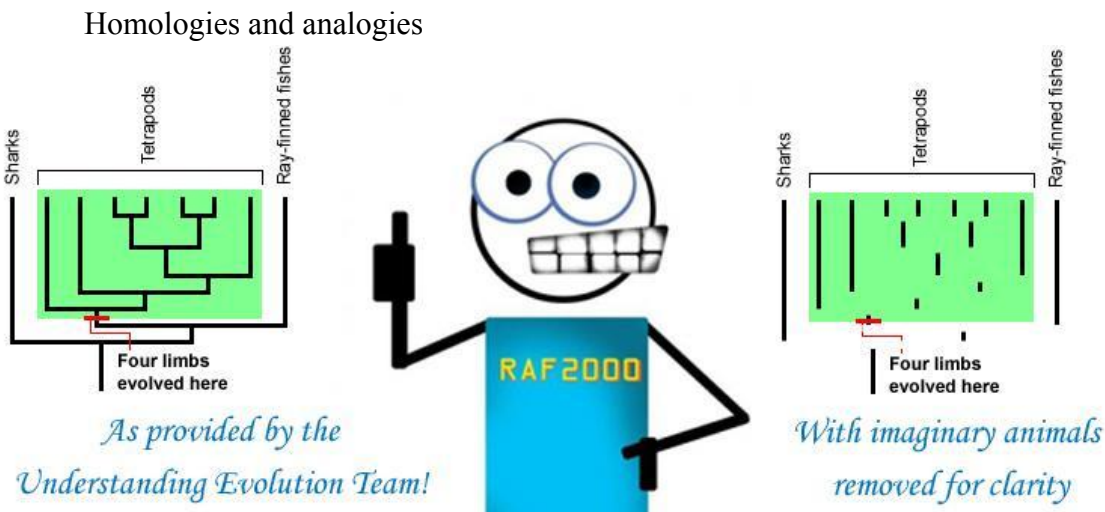 Homologies and analogies
Sharks
Tetrapods
Ray-finned fishes
Four limbs
evolved here
As provided by the
Understanding Evolution Team!
RAF2000
Sharks
Tetrapods
Ray-finned fishes
Four limbs
evolved here
With imaginary animals
removed for clarity